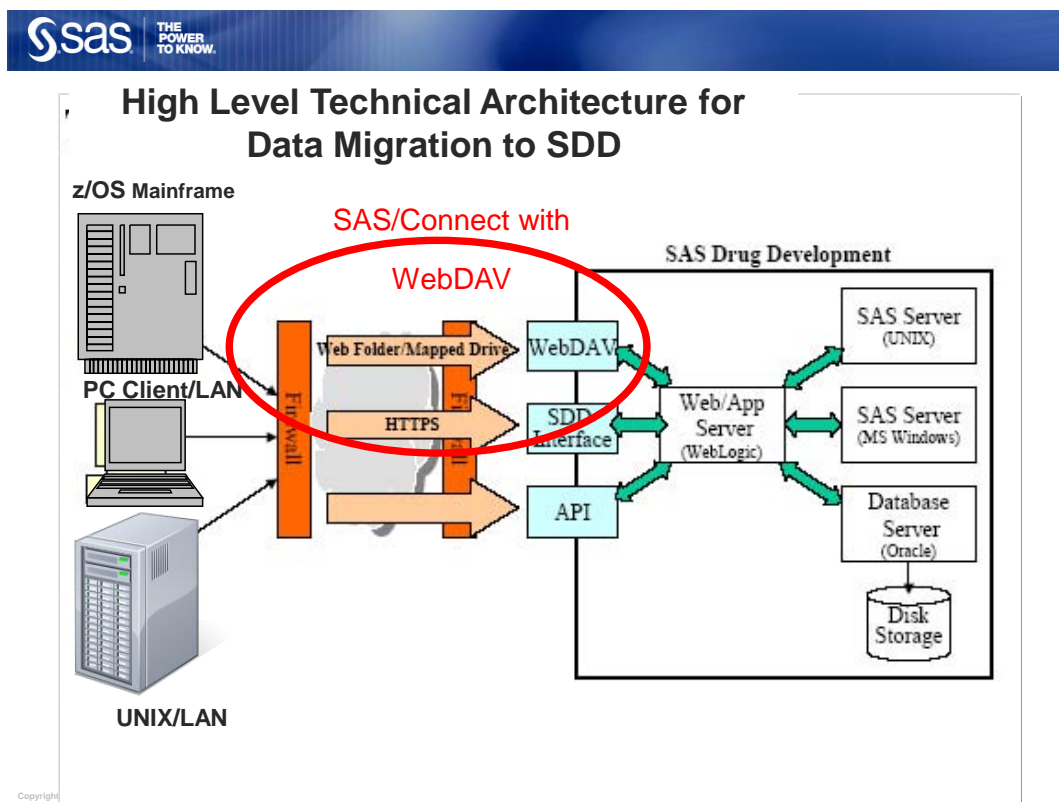 sas
THE
POWER
TO KNOW.
High Level Technical Architecture for
Data Migration to SDD
z/OS Mainframe
SAS/Connect with
WebDAV
SAS Drug Development
PC Client/LAN
UNIX/LAN
Firewall
Web Folder/Mapped Drive
HTTPS
WebDAV
SDD
Interface
API
Web/App
Server
(WebLogic)
SAS Server
(UNIX)
SAS Server
(MS Windows)
Database
Server
(Oracle)
Disk
Storage
Copyright